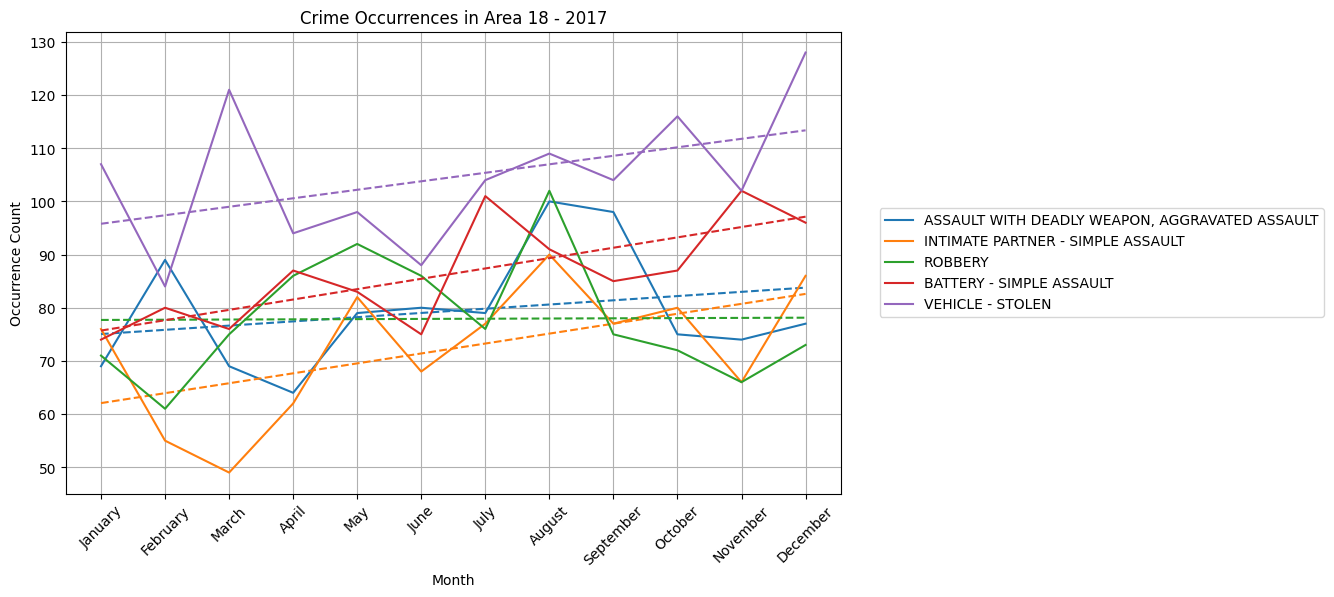 Crime Occurrences in Area 18 - 2017
Occurrence Count
130
120
110
100
90
80
70
60
50
January
February
March
April
May
June
July
August
September
October
November
December
Month
ASSAULT WITH DEADLY WEAPON, AGGRAVATED ASSAULT
INTIMATE PARTNER - SIMPLE ASSAULT
ROBBERY
BATTERY - SIMPLE ASSAULT
VEHICLE - STOLEN